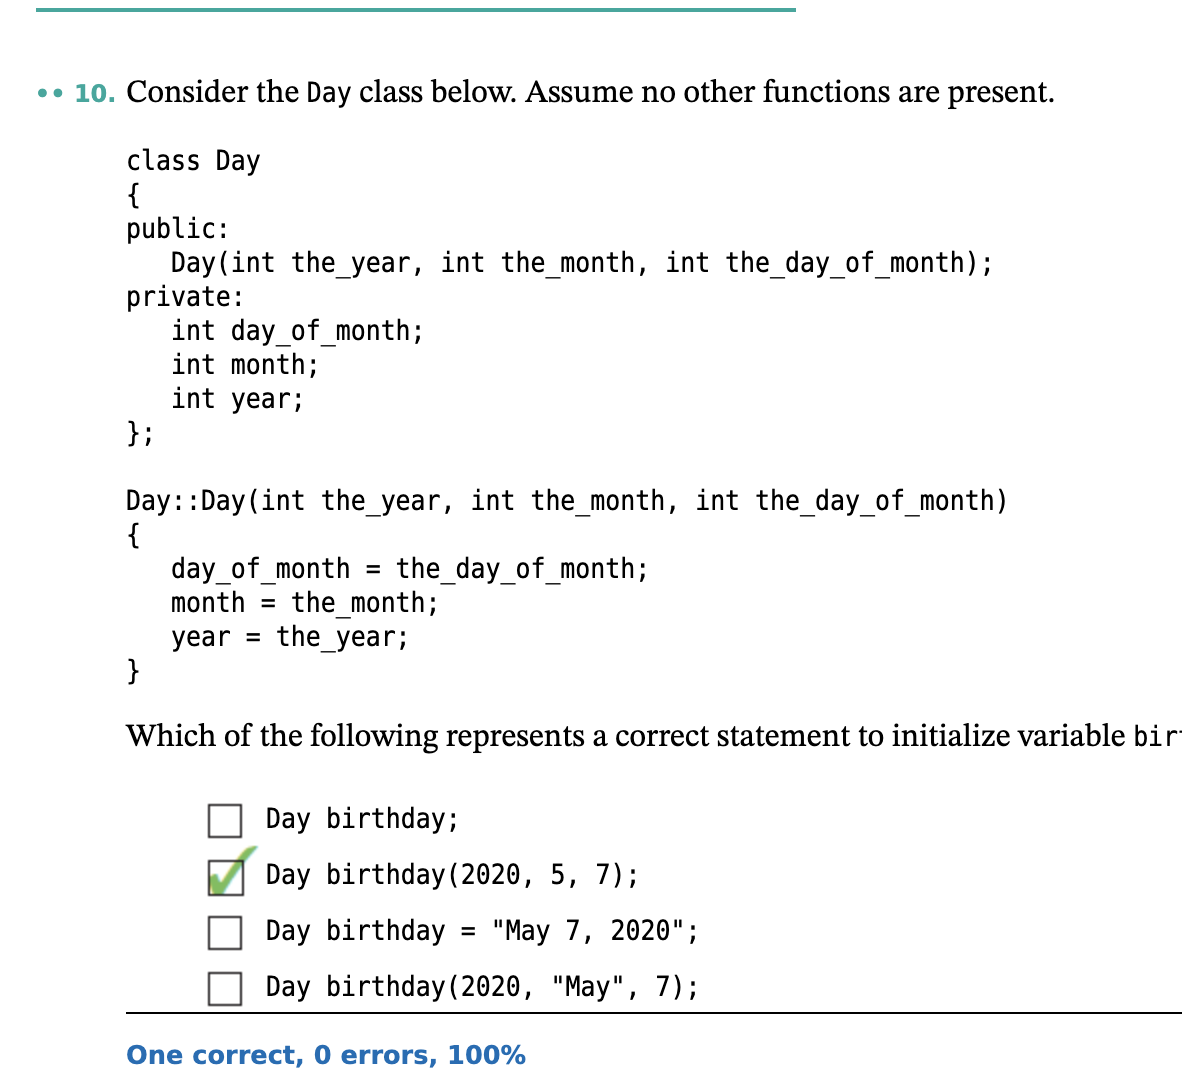 •• 10. Consider the Day class below. Assume no other functions are present.
class Day
{
public:
   Day(int the_year, int the_month, int the_day_of_month);
private:
   int day_of_month;
   int month;
   int year;
};
Day::Day(int the_year, int the_month, int the_day_of_month)
{
   day_of_month = the_day_of_month;
   month = the_month;
   year = the_year;
}
Which of the following represents a correct statement to initialize variable
Day birthday;
Day birthday(2020, 5, 7);
Day birthday = "May 7, 2020";
Day birthday(2020, "May", 7);
One correct, 0 errors, 100%